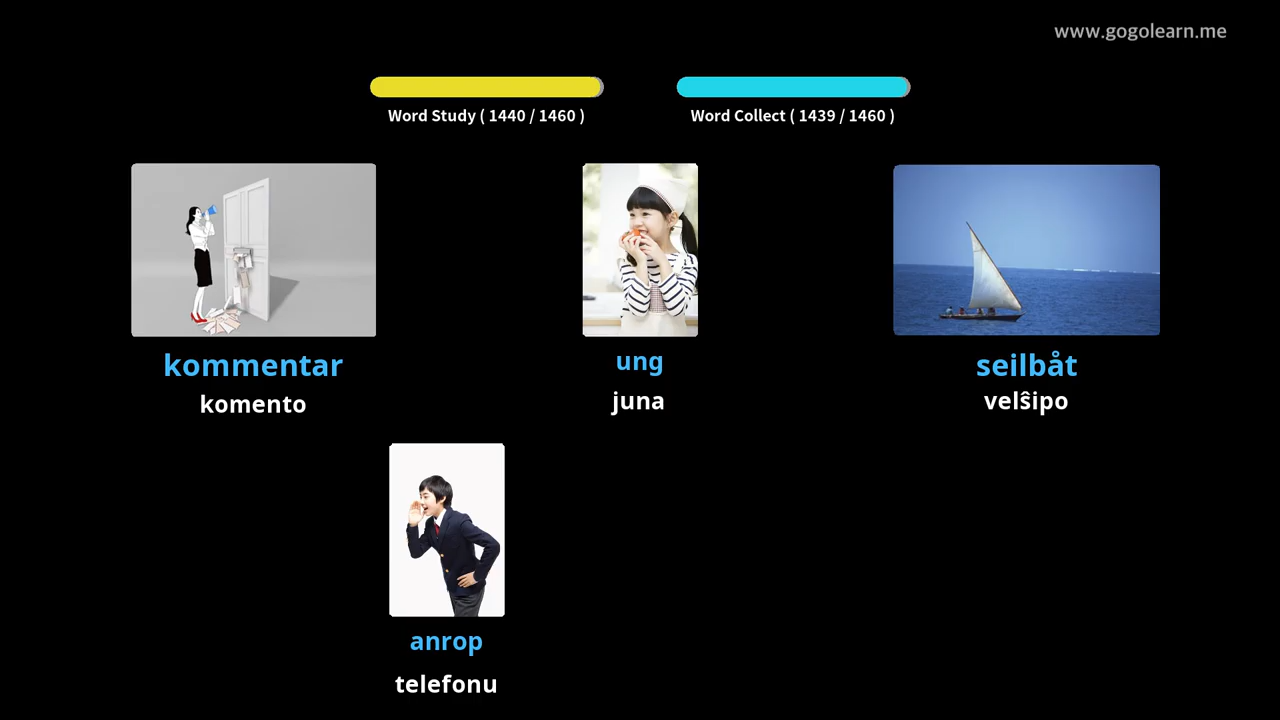 www.gogolearn.me
Word Study ( 1440 / 1460 )
Word Collect ( 1439 / 1460 )
kommentar
komento
ung
juna
seilbåt
velŝipo
anrop
telefonu